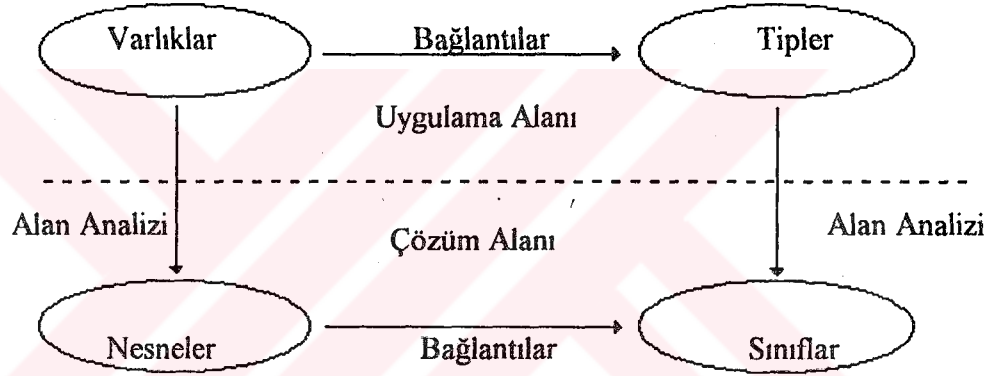 Varlıklar
Bağlantılar
Tipler
Uygulama Alanı
Alan Analizi
Çözüm Alanı
Alan Analizi
Nesneler
Bağlantılar
Sınıflar